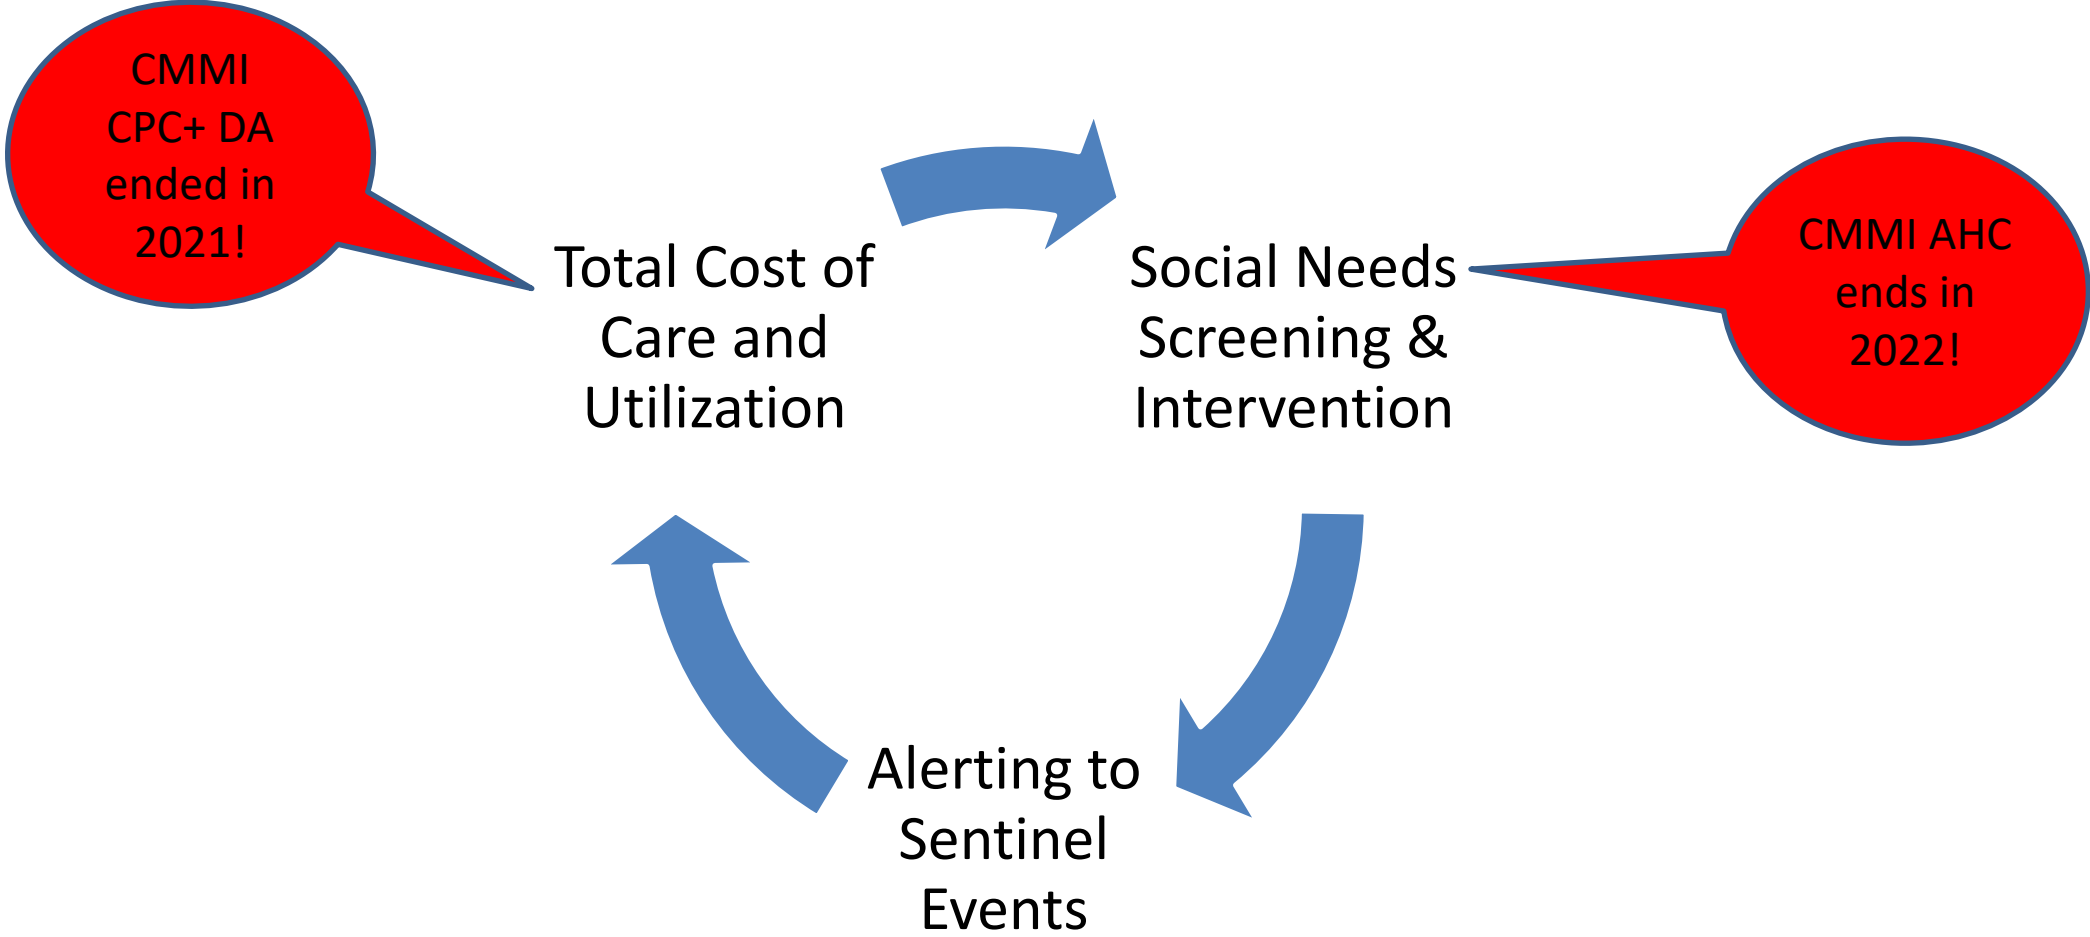 CMMI
CPC+ DA
ended in
2021!
Total Cost of
Care and
Utilization
Social Needs
Screening &
Intervention
CMMI AHC
ends in
2022!
Alerting to
Sentinel
Events